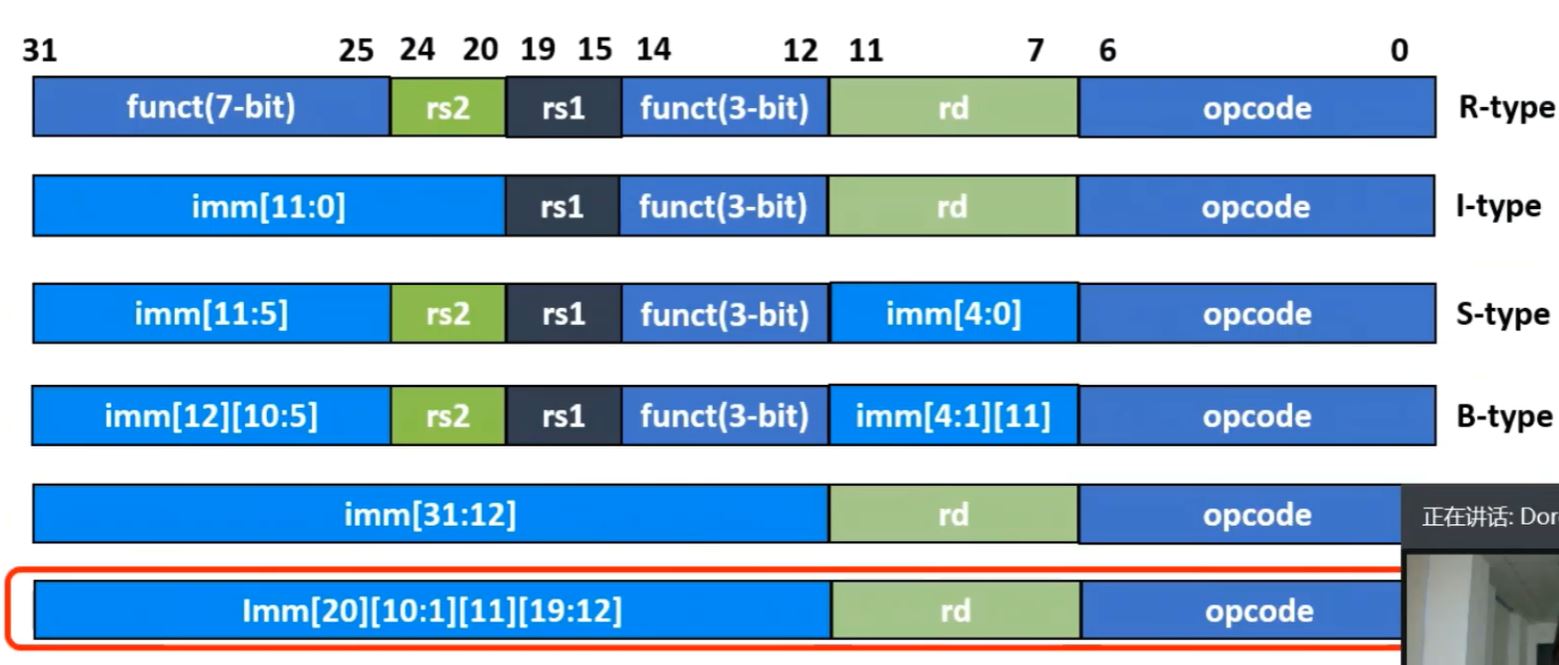 31 25 24 20 19 15 14 12 11 7 6 0
funct(7-bit) rs2 rs1 funct(3-bit) rd opcode R-type
imm[11:0] rs1 funct(3-bit) rd opcode I-type
imm[11:5] rs2 rs1 funct(3-bit) imm[4:0] opcode S-type
imm[12][10:5] rs2 rs1 funct(3-bit) imm[4:1][11] opcode B-type
imm[31:12] rd opcode
正在讲话: Dor
Imm[20][10:1][11][19:12] rd opcode